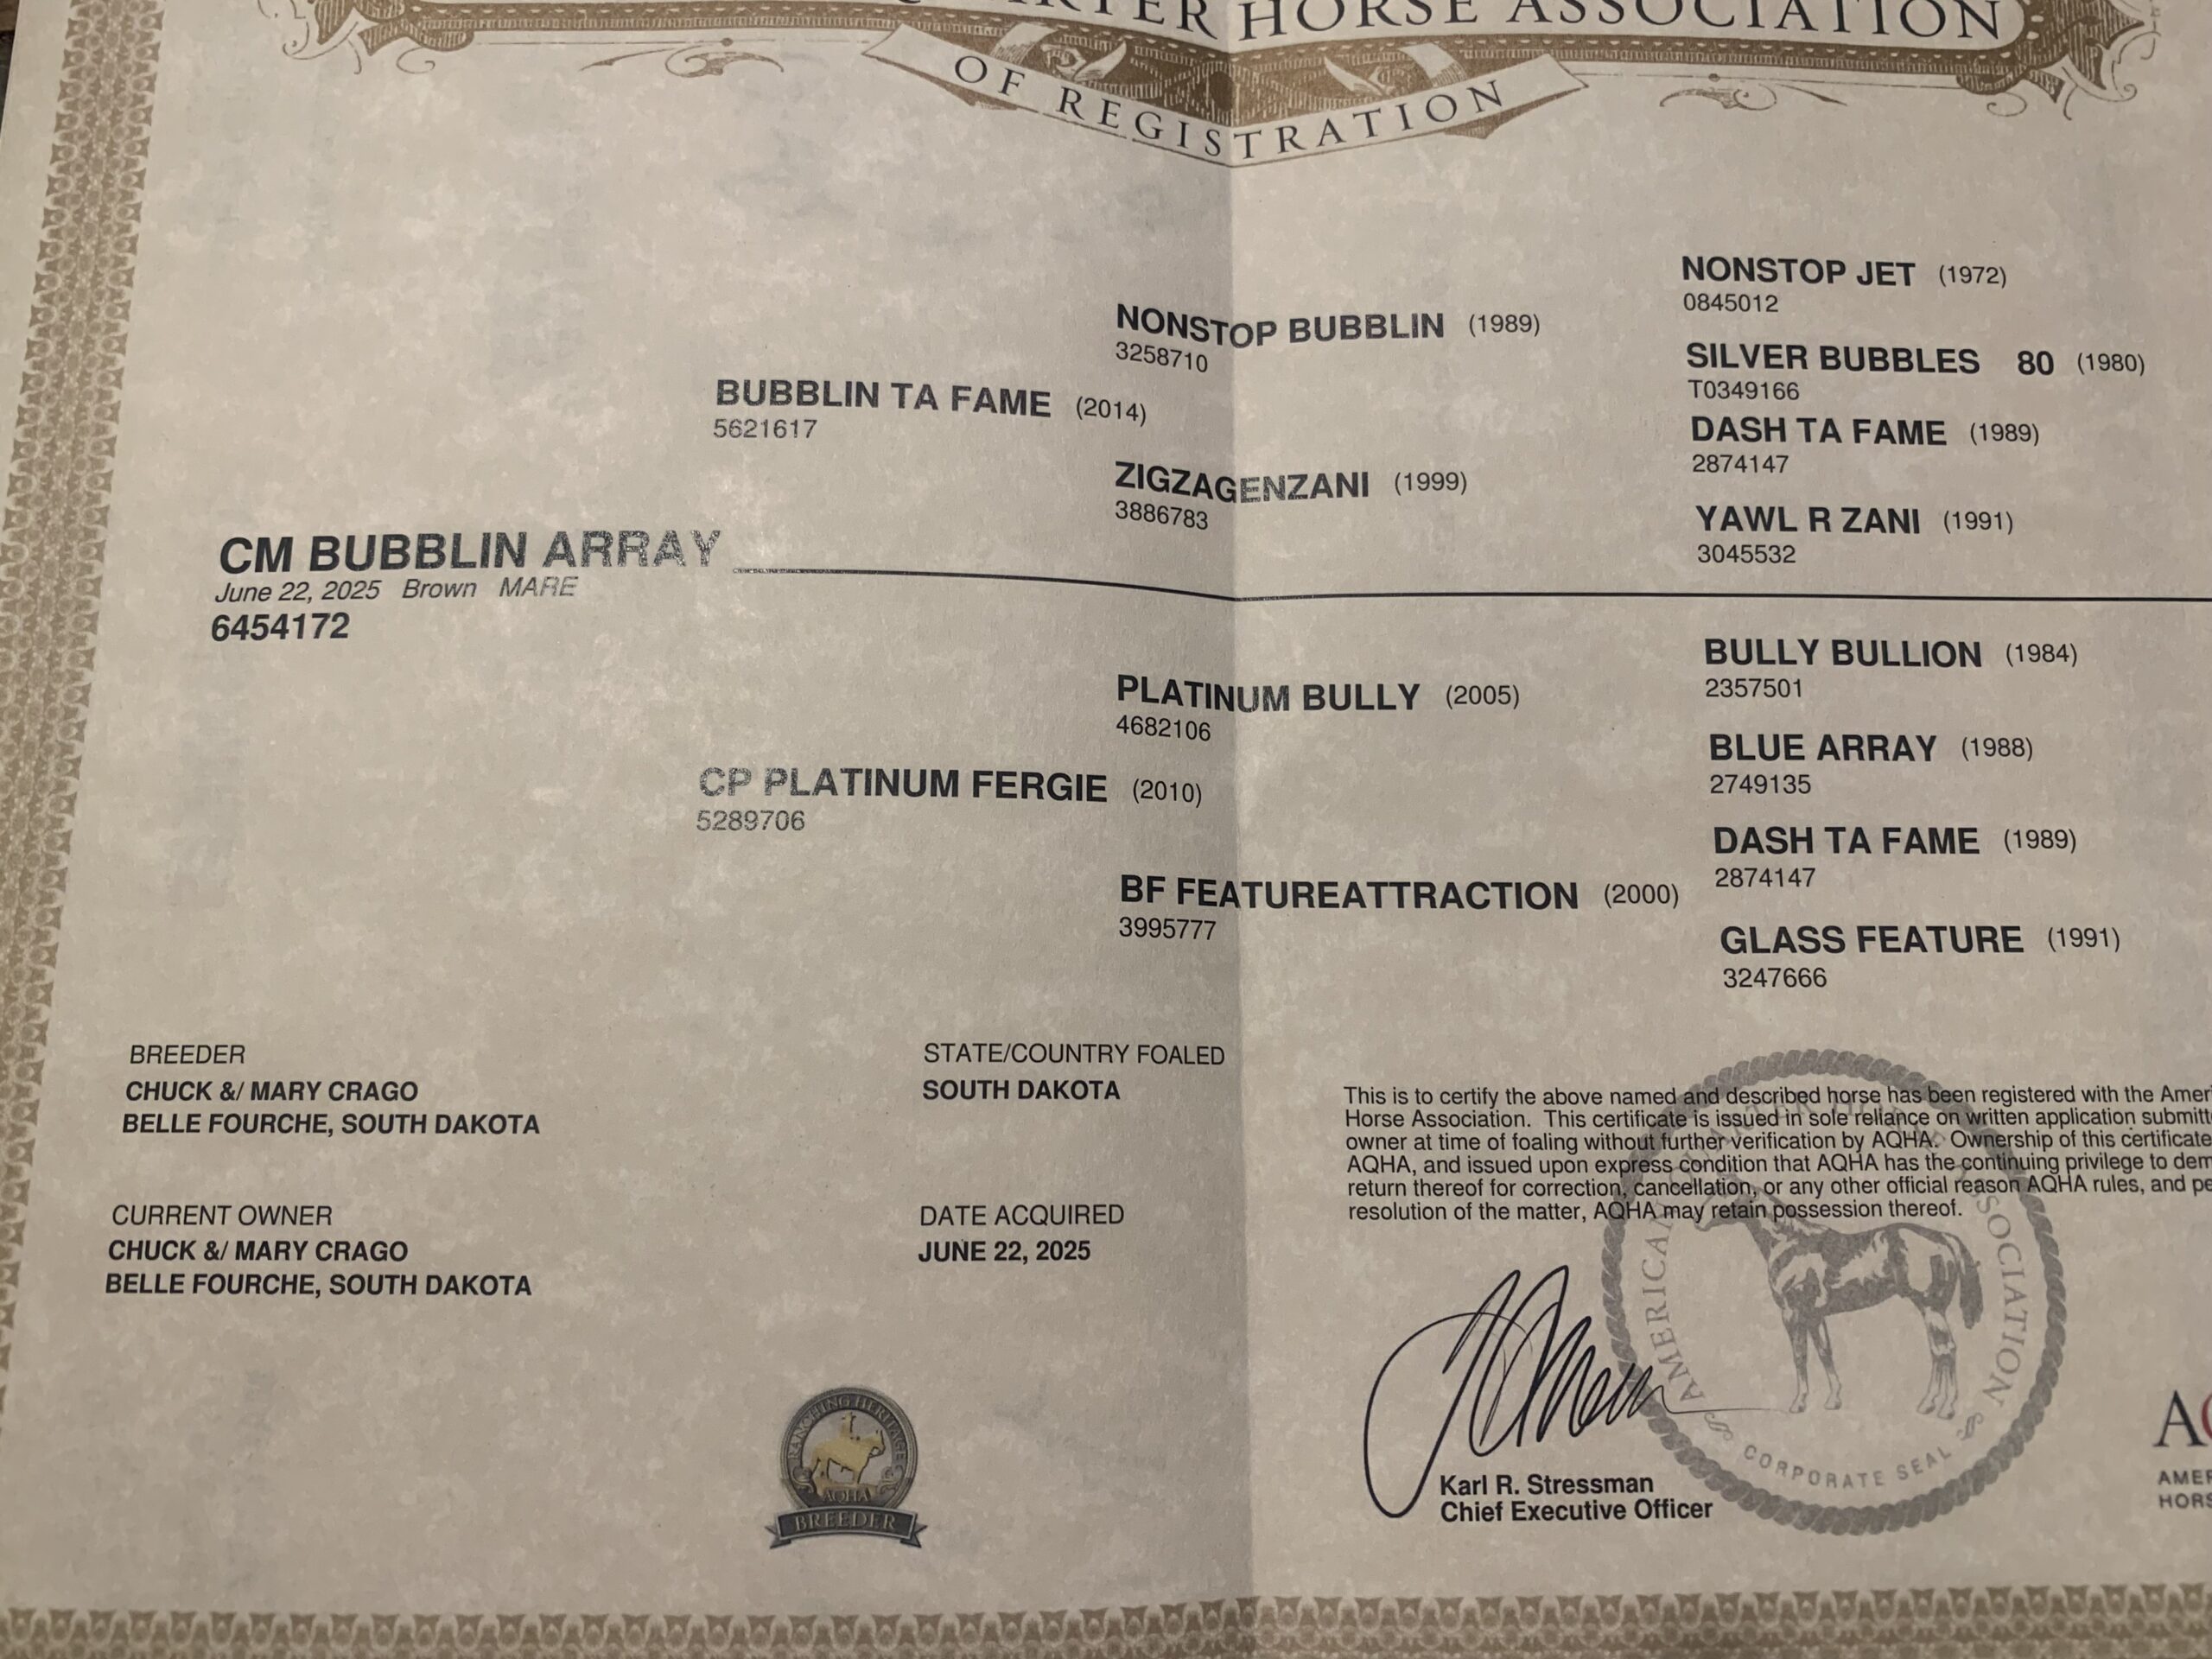 HORSE ASSOCIATION
OF REGISTRATION
NONSTOP JET (1972)
0845012
NONSTOP BUBBLIN (1989)
3258710
SILVER BUBBLES 80 (1980)
T0349166
BUBBLIN TA FAME (2014)
5621617
DASH TA FAME (1989)
2874147
ZIGZAGENZANI (1999)
3886783
YAWL R ZANI (1991)
3045532
CM BUBBLIN ARRAY
June 22, 2025 Brown MARE
6454172
BULLY BULLION (1984)
2357501
PLATINUM BULLY (2005)
4682106
BLUE ARRAY (1988)
2749135
CP PLATINUM FERGIE (2010)
5289706
DASH TA FAME (1989)
2874147
BF FEATUREATTRACTION (2000)
3995777
GLASS FEATURE (1991)
3247666
BREEDER
CHUCK &/ MARY CRAGO
BELLE FOURCHE, SOUTH DAKOTA
STATE/COUNTRY FOALED
SOUTH DAKOTA
CURRENT OWNER
CHUCK &/ MARY CRAGO
BELLE FOURCHE, SOUTH DAKOTA
DATE ACQUIRED
JUNE 22, 2025
This is to certify the above named and described horse has been registered with the Amer
Horse Association. This certificate is issued in sole reliance on written application submitt
owner at time of foaling without further verification by AQHA. Ownership of this certificate
AQHA, and issued upon express condition that AQHA has the continuing privilege to dem
return thereof for correction, cancellation, or any other official reason AQHA rules, and pe
resolution of the matter, AQHA may retain possession thereof.
AMERICAN ASSOCIATION
CORPORATE SEAL
Karl R. Stressman
Chief Executive Officer
RANCHING HERITAGE
AQHA
BREEDER
A
AMER
HORS